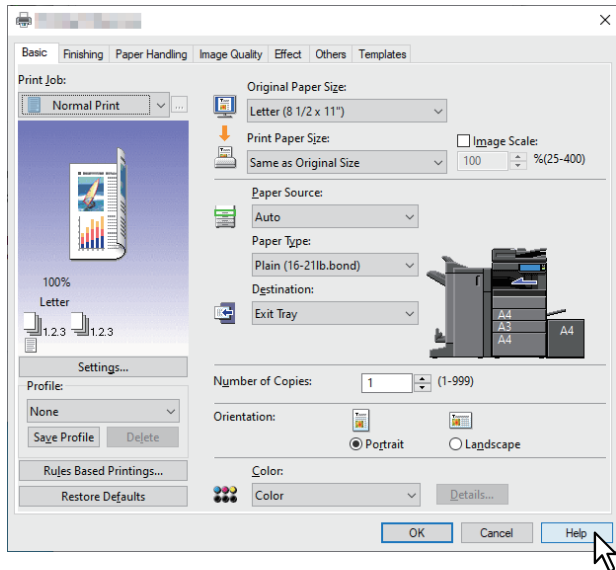 Basic Finishing Paper Handling Image Quality Effect Others Templates
Print Job:
Normal Print
...
100%
Letter
1.2.3 1.2.3
Settings...
Profile:
None
Save Profile Delete
Rules Based Printings...
Restore Defaults
Original Paper Size:
Letter (8 1/2 x 11")
Print Paper Size:
Same as Original Size
Image Scale:
100 %(25-400)
Paper Source:
Auto
Paper Type:
Plain (16-21lb.bond)
Destination:
Exit Tray
A4
A3
A4
A4
Number of Copies: 1 (1-999)
Orientation:
Portrait Landscape
Color:
Color
Details...
OK Cancel Help